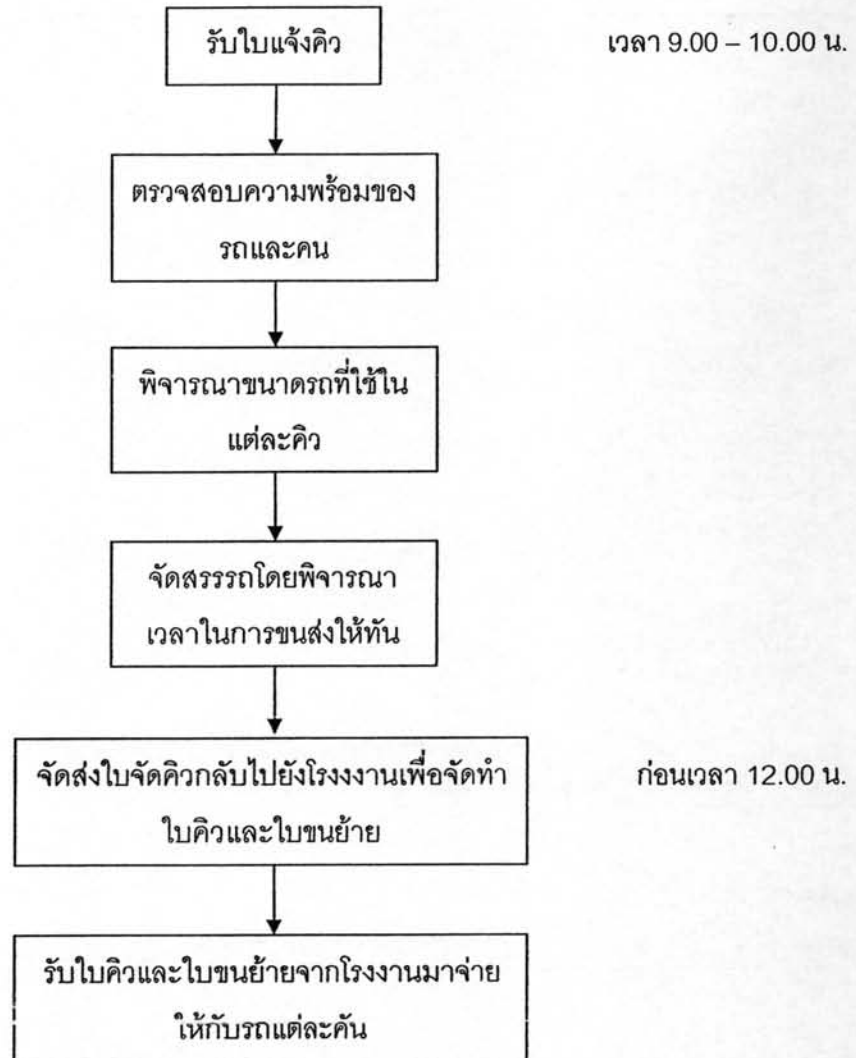 รับใบแจ้งคิว เวลา 9.00 – 10.00 น.
ตรวจสอบความพร้อมของ
รถและคน
พิจารณาขนาดรถที่ใช้ใน
แต่ละคิว
จัดสรรรถโดยพิจารณา
เวลาในการขนส่งให้ทัน
จัดส่งใบจัดคิวกลับไปยังโรงงงานเพื่อจัดทำ ก่อนเวลา 12.00 น.
ใบคิวและใบขนย้าย
รับใบคิวและใบขนย้ายจากโรงงานมาจ่าย
ให้กับรถแต่ละคัน